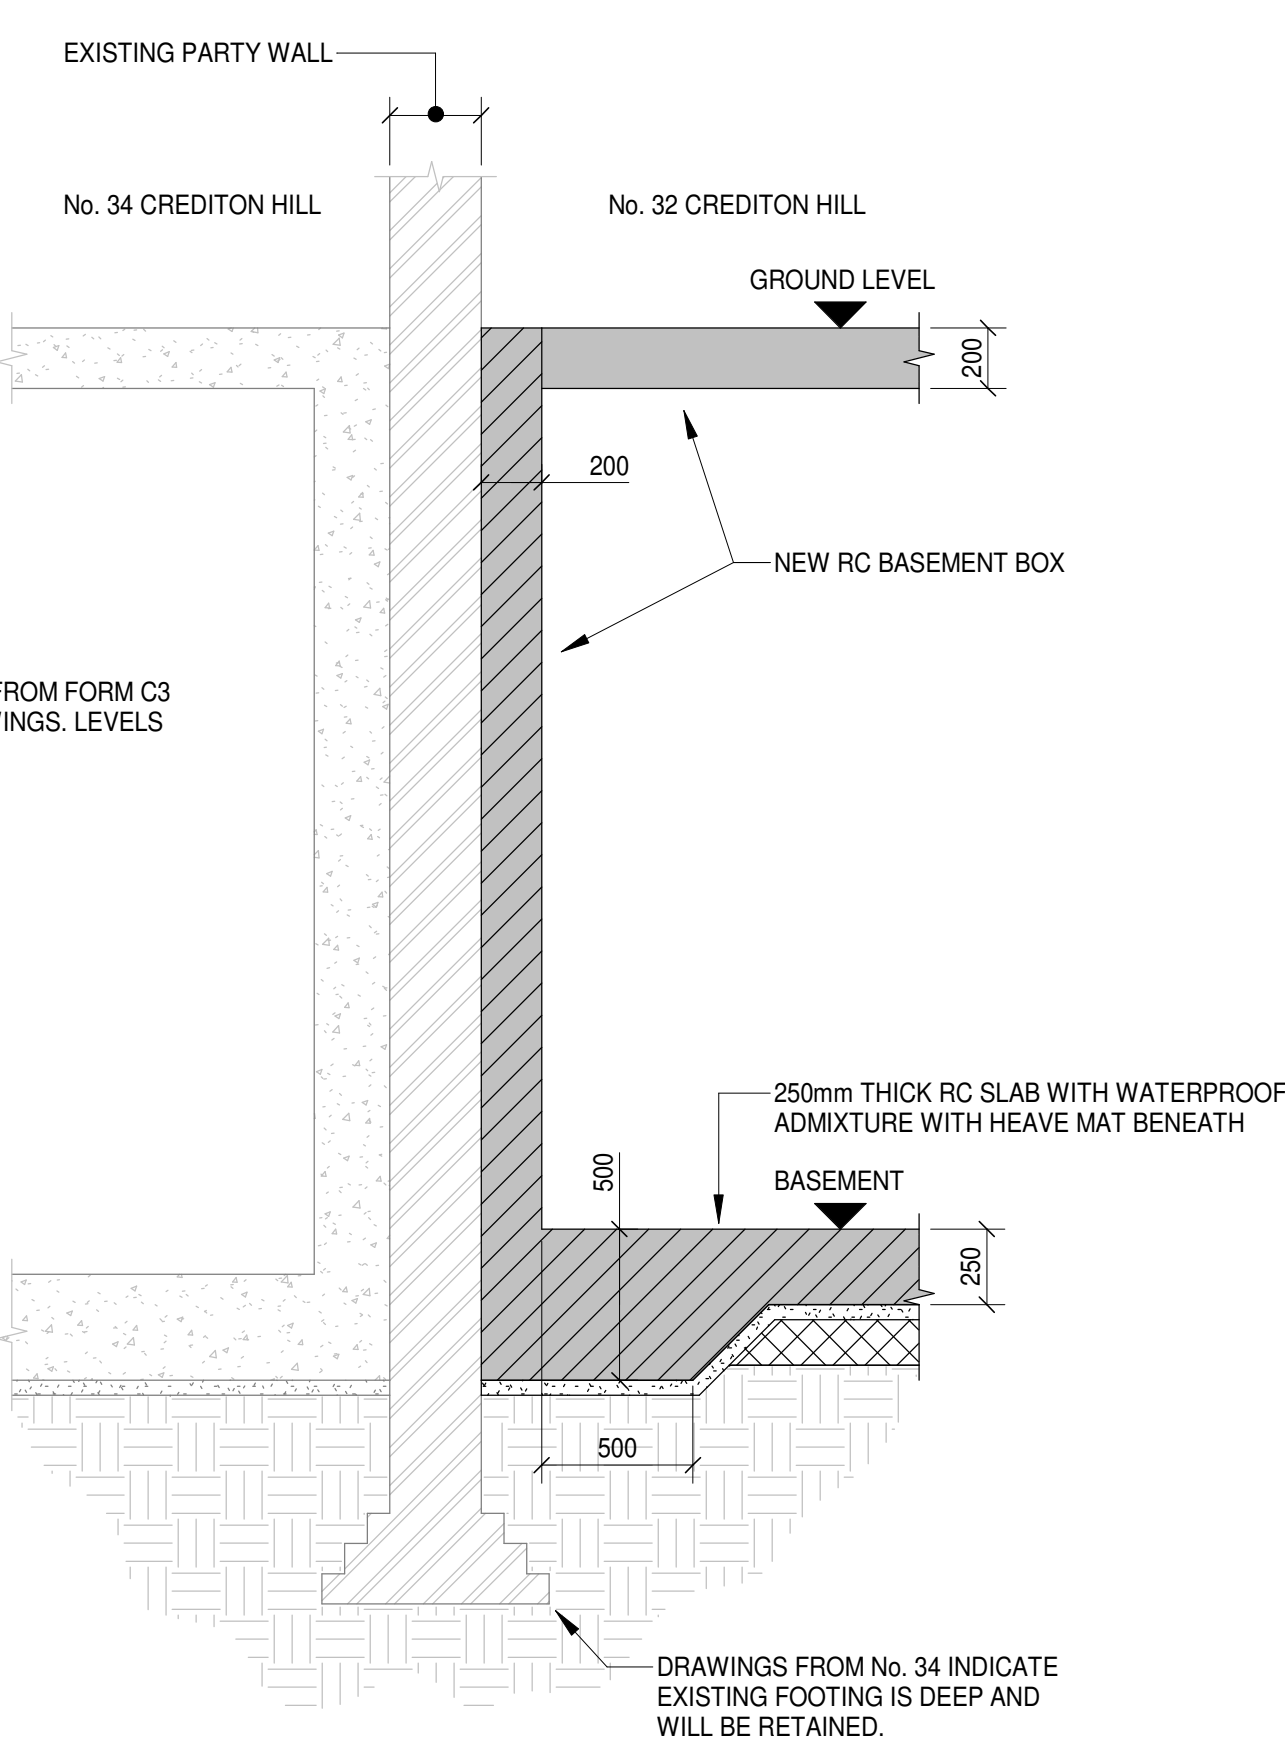 EXISTING PARTY WALL
No. 34 CREDITON HILL
No. 32 CREDITON HILL
GROUND LEVEL
200
200
NEW RC BASEMENT BOX
FROM FORM C3
WINGS. LEVELS
250mm THICK RC SLAB WITH WATERPROOF
ADMIXTURE WITH HEAVE MAT BENEATH
500
BASEMENT
250
500
DRAWINGS FROM No. 34 INDICATE
EXISTING FOOTING IS DEEP AND
WILL BE RETAINED.